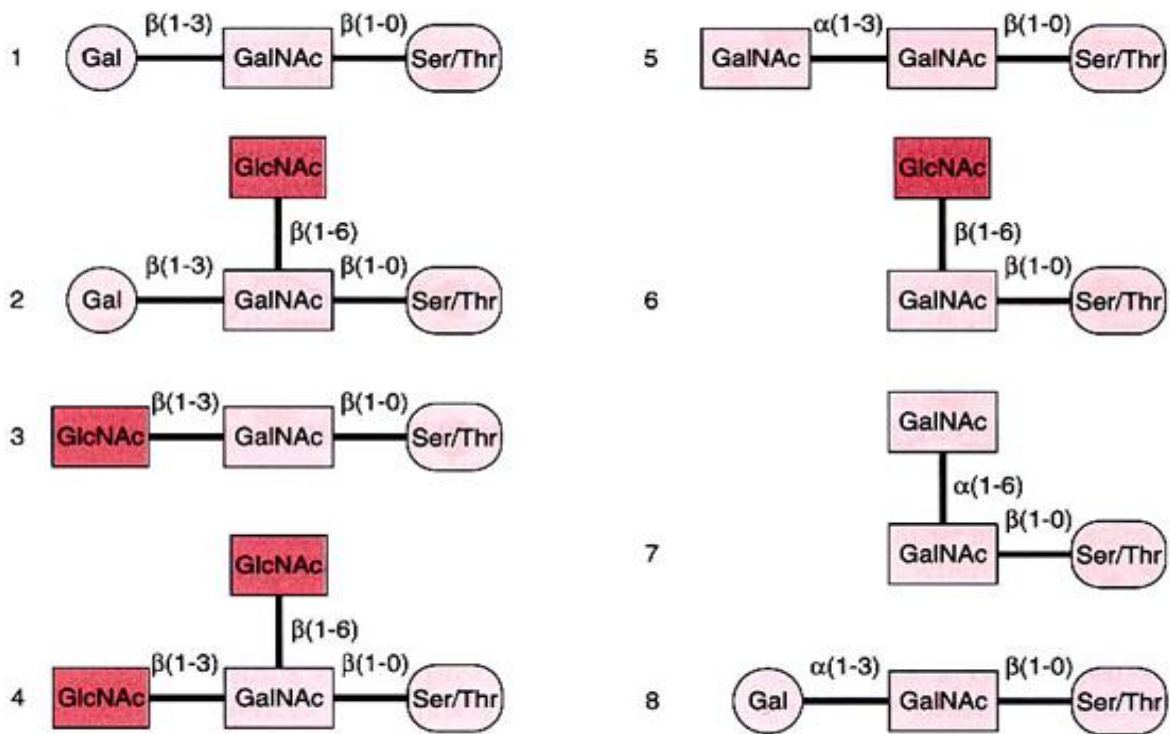 1 Gal β(1-3) GalNAc β(1-0) Ser/Thr
GlcNAc
β(1-6)
2 Gal β(1-3) GalNAc β(1-0) Ser/Thr
3 GlcNAc β(1-3) GalNAc β(1-0) Ser/Thr
GlcNAc
β(1-6)
4 GlcNAc β(1-3) GalNAc β(1-0) Ser/Thr
5 GalNAc α(1-3) GalNAc β(1-0) Ser/Thr
GlcNAc
β(1-6)
6 GalNAc β(1-0) Ser/Thr
GalNAc
α(1-6)
7 GalNAc β(1-0) Ser/Thr
8 Gal α(1-3) GalNAc β(1-0) Ser/Thr